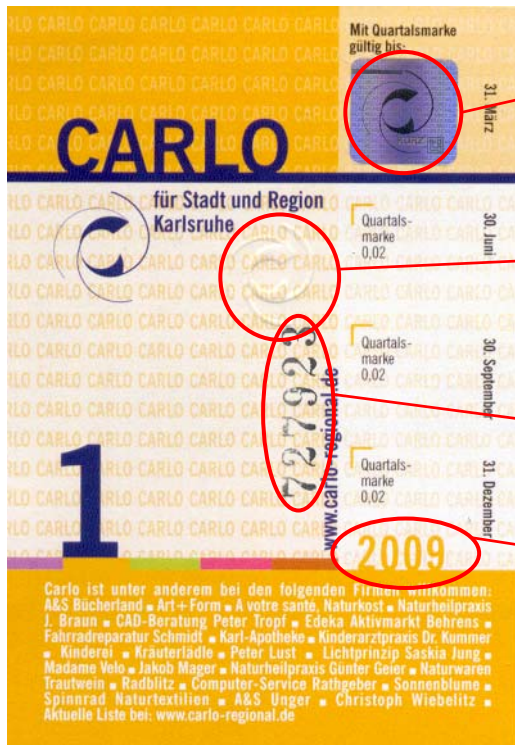 Mit Quartalsmarke
gültig bis:
31. März
CARLO
für Stadt und Region
Karlsruhe
Quartals-
marke
0,02
30. Juni
Quartals-
marke
0,02
30. September
727923
www.carlo-regional.de
Quartals-
marke
0,02
31. Dezember
1
2009
Carlo ist unter anderem bei den folgenden Firmen willkommen:
A&S Bücherland ▪ Art+Form ▪ A votre santé, Naturkost ▪ Naturheilpraxis
J. Braun ▪ CAD-Beratung Peter Tropf ▪ Edeka Aktivmarkt Behrens ▪
Fahrradreparatur Schmidt ▪ Karl-Apotheke ▪ Kinderarztpraxis Dr. Kummer
▪ Kinderei ▪ Kräuterlädle ▪ Peter Lust ▪ Lichtprinzip Saskia Jung ▪
Madame Velo ▪ Jakob Mager ▪ Naturheilpraxis Günter Geier ▪ Naturwaren
Trautwein ▪ Radblitz ▪ Computer-Service Rathgeber ▪ Sonnenblume ▪
Spinnrad Naturtextilien ▪ A&S Unger ▪ Christoph Wiebelitz ▪
Aktuelle Liste bei: www.carlo-regional.de